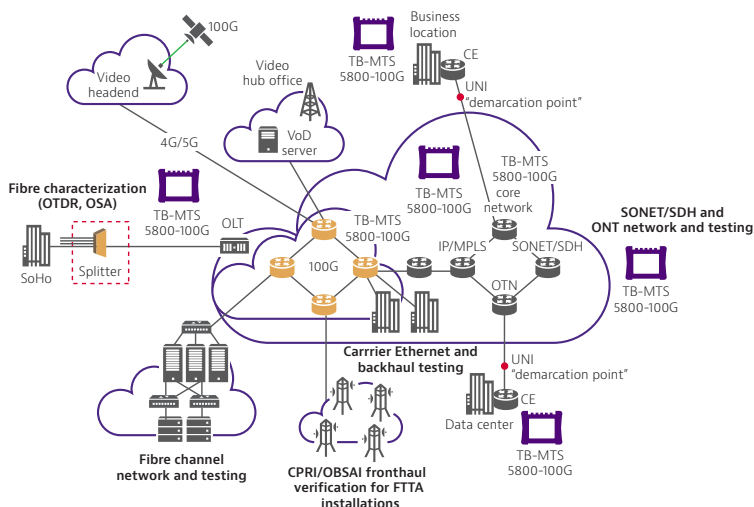 100G
Video
headend
Video
hub office
VoD
server
4G/5G
TB-MTS
5800-100G
Business
location
CE
UNI
“demarcation point”
TB-MTS
5800-100G
TB-MTS
5800-100G
core
network
Fibre characterization
(OTDR, OSA)
TB-MTS
5800-100G
OLT
SoHo
Splitter
TB-MTS
5800-100G
100G
IP/MPLS
SONET/SDH
OTN
SONET/SDH and
ONT network and testing
TB-MTS
5800-100G
Carrrier Ethernet and
backhaul testing
UNI
“demarcation point”
CE
Data center
TB-MTS
5800-100G
Fibre channel
network and testing
CPRI/OBSAI fronthaul
verification for FTTA
installations